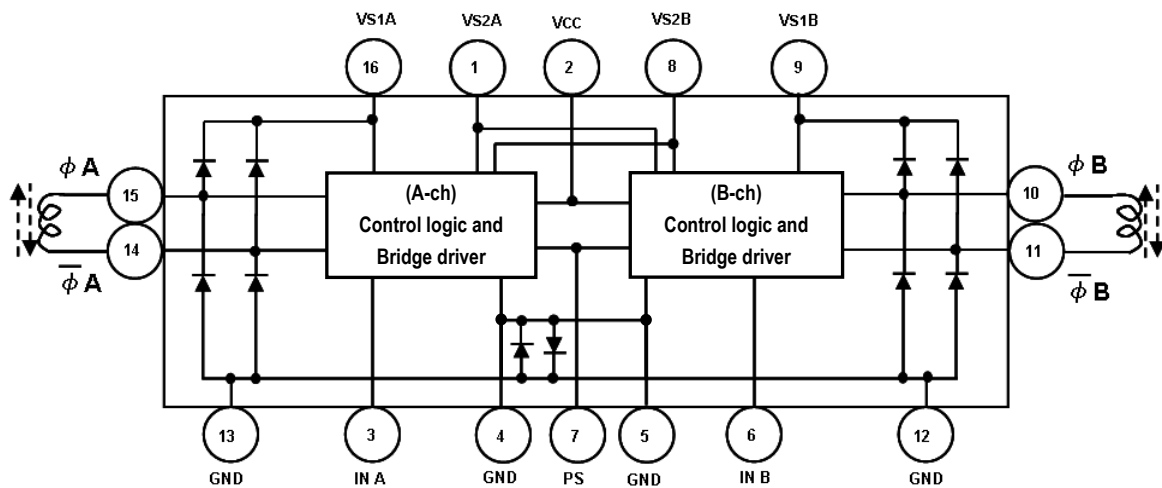 VS1A VS2A VCC VS2B VS1B
16 1 2 8 9
ϕ A ϕ B
15 (A-ch) (B-ch) 10
Control logic and Control logic and
14 Bridge driver Bridge driver 11
ϕ̅ A ϕ̅ B
13 3 4 7 5 6 12
GND IN A GND PS GND IN B GND